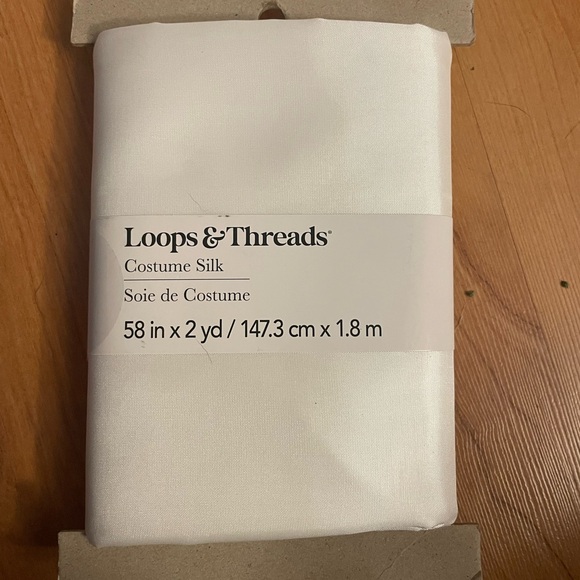 Loops & Threads®
Costume Silk
Soie de Costume
58 in x 2 yd / 147.3 cm x 1.8 m